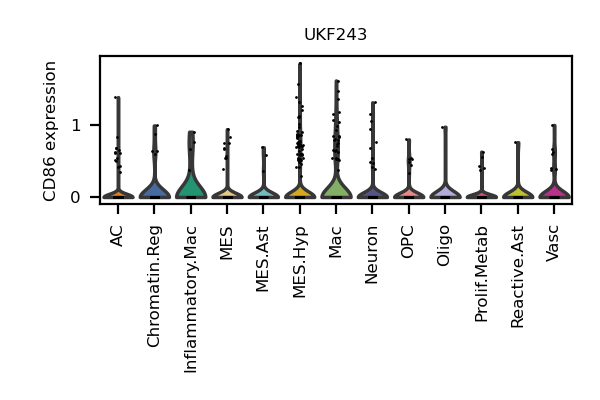 UKF243
CD86 expression
1
0
AC
Chromatin.Reg
Inflammatory.Mac
MES
MES.Ast
MES.Hyp
Mac
Neuron
OPC
Oligo
Prolif.Metab
Reactive.Ast
Vasc